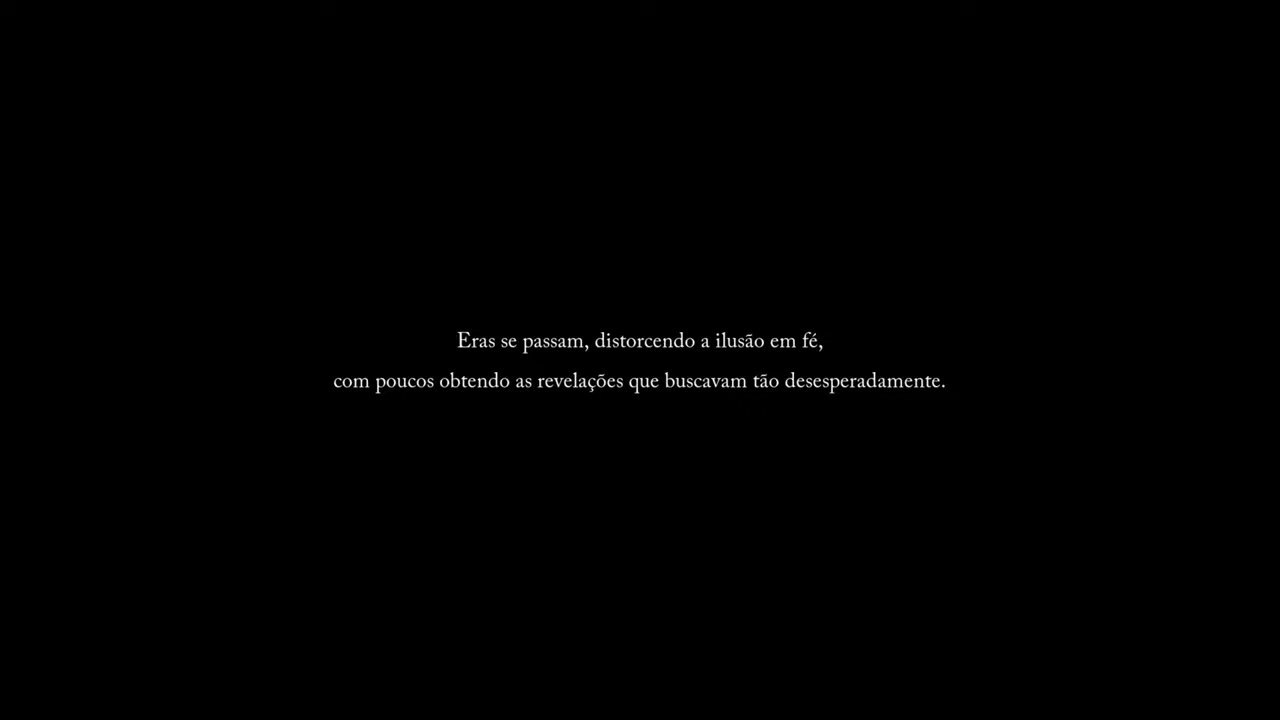 Eras se passam, distorcendo a ilusão em fé,
com poucos obtendo as revelações que buscavam tão desesperadamente.